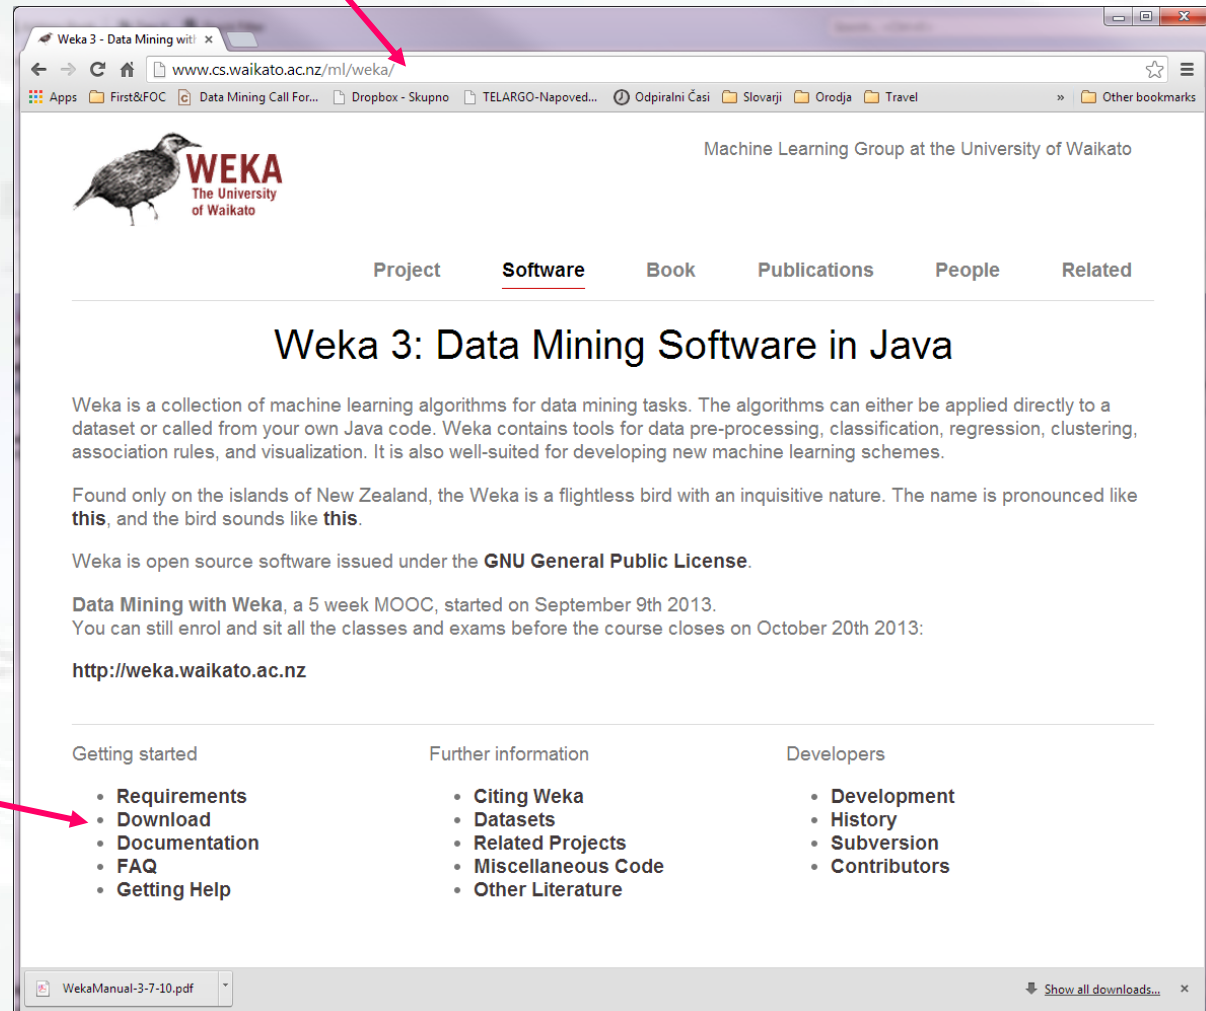 Weka 3 - Data Mining with
www.cs.waikato.ac.nz/ml/weka/
Apps First&FOC Data Mining Call For... Dropbox - Skupno TELARGO-Napoved... Odpiralni Časi Slovarji Orodja Travel » Other bookmarks
WEKA
The University
of Waikato
Machine Learning Group at the University of Waikato
Project Software Book Publications People Related
Weka 3: Data Mining Software in Java
Weka is a collection of machine learning algorithms for data mining tasks. The algorithms can either be applied directly to a
dataset or called from your own Java code. Weka contains tools for data pre-processing, classification, regression, clustering,
association rules, and visualization. It is also well-suited for developing new machine learning schemes.
Found only on the islands of New Zealand, the Weka is a flightless bird with an inquisitive nature. The name is pronounced like
this, and the bird sounds like this.
Weka is open source software issued under the GNU General Public License.
Data Mining with Weka, a 5 week MOOC, started on September 9th 2013.
You can still enrol and sit all the classes and exams before the course closes on October 20th 2013:
http://weka.waikato.ac.nz
Getting started
• Requirements
• Download
• Documentation
• FAQ
• Getting Help
Further information
• Citing Weka
• Datasets
• Related Projects
• Miscellaneous Code
• Other Literature
Developers
• Development
• History
• Subversion
• Contributors
WekaManual-3-7-10.pdf
Show all downloads...